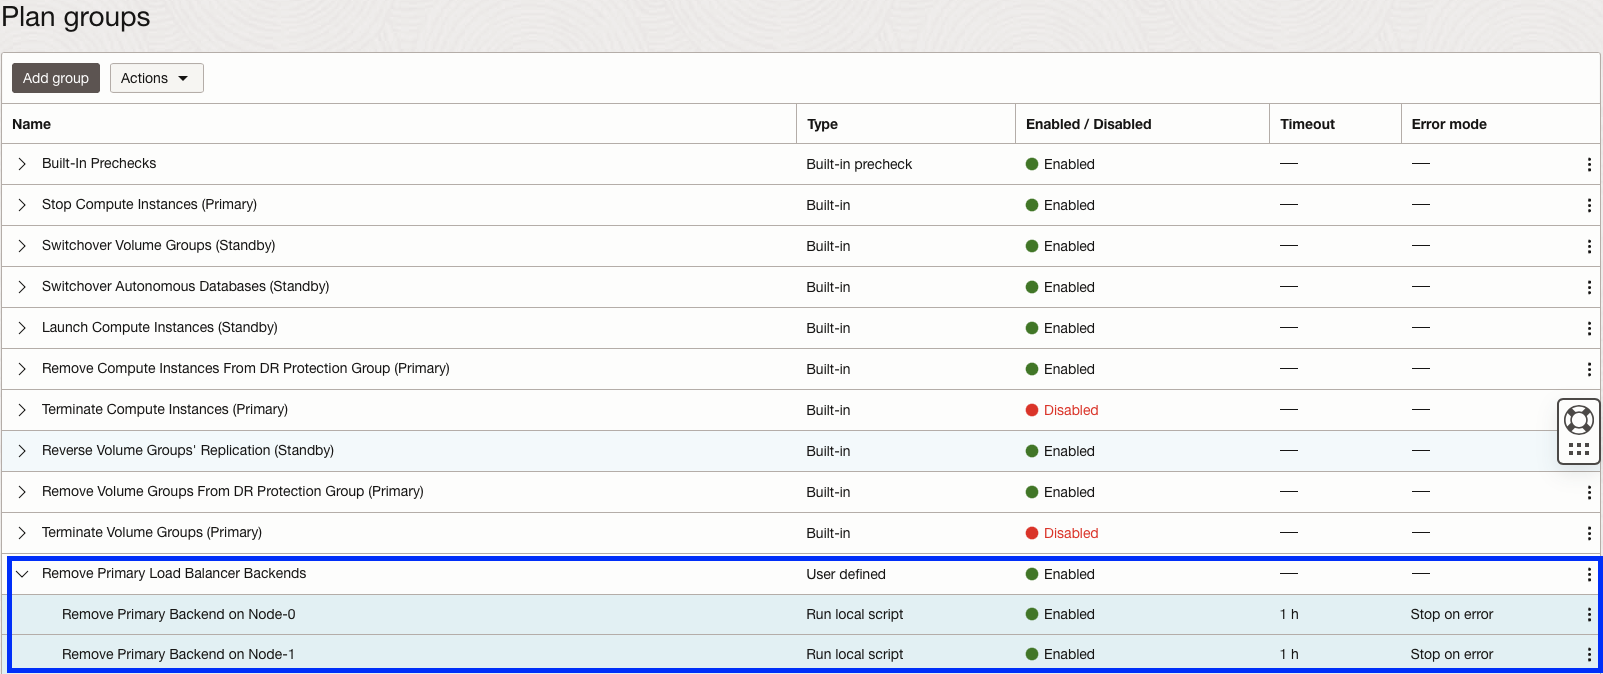 Plan groups
Add group Actions
Name Type Enabled / Disabled Timeout Error mode
Built-In Prechecks Built-in precheck Enabled — —
Stop Compute Instances (Primary) Built-in Enabled — —
Switchover Volume Groups (Standby) Built-in Enabled — —
Switchover Autonomous Databases (Standby) Built-in Enabled — —
Launch Compute Instances (Standby) Built-in Enabled — —
Remove Compute Instances From DR Protection Group (Primary) Built-in Enabled — —
Terminate Compute Instances (Primary) Built-in Disabled — —
Reverse Volume Groups' Replication (Standby) Built-in Enabled — —
Remove Volume Groups From DR Protection Group (Primary) Built-in Enabled — —
Terminate Volume Groups (Primary) Built-in Disabled — —
Remove Primary Load Balancer Backends User defined Enabled — —
Remove Primary Backend on Node-0 Run local script Enabled 1 h Stop on error
Remove Primary Backend on Node-1 Run local script Enabled 1 h Stop on error